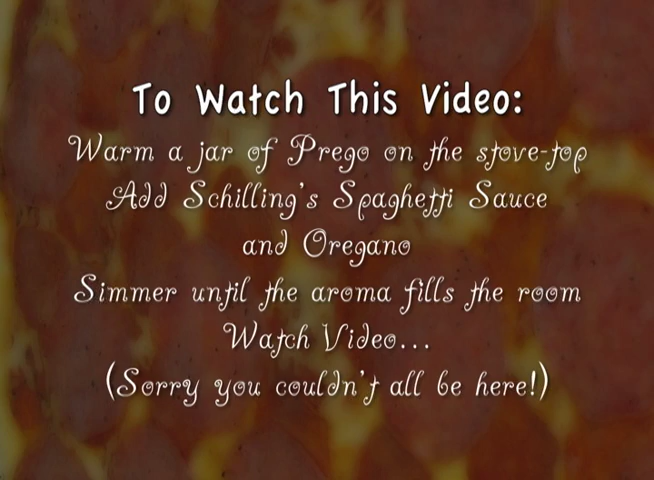 To Watch This Video:
Warm a jar of Prego on the stove-top
Add Schilling's Spaghetti Sauce
and Oregano
Simmer until the aroma fills the room
Watch Video...
(Sorry you couldn't all be here!)